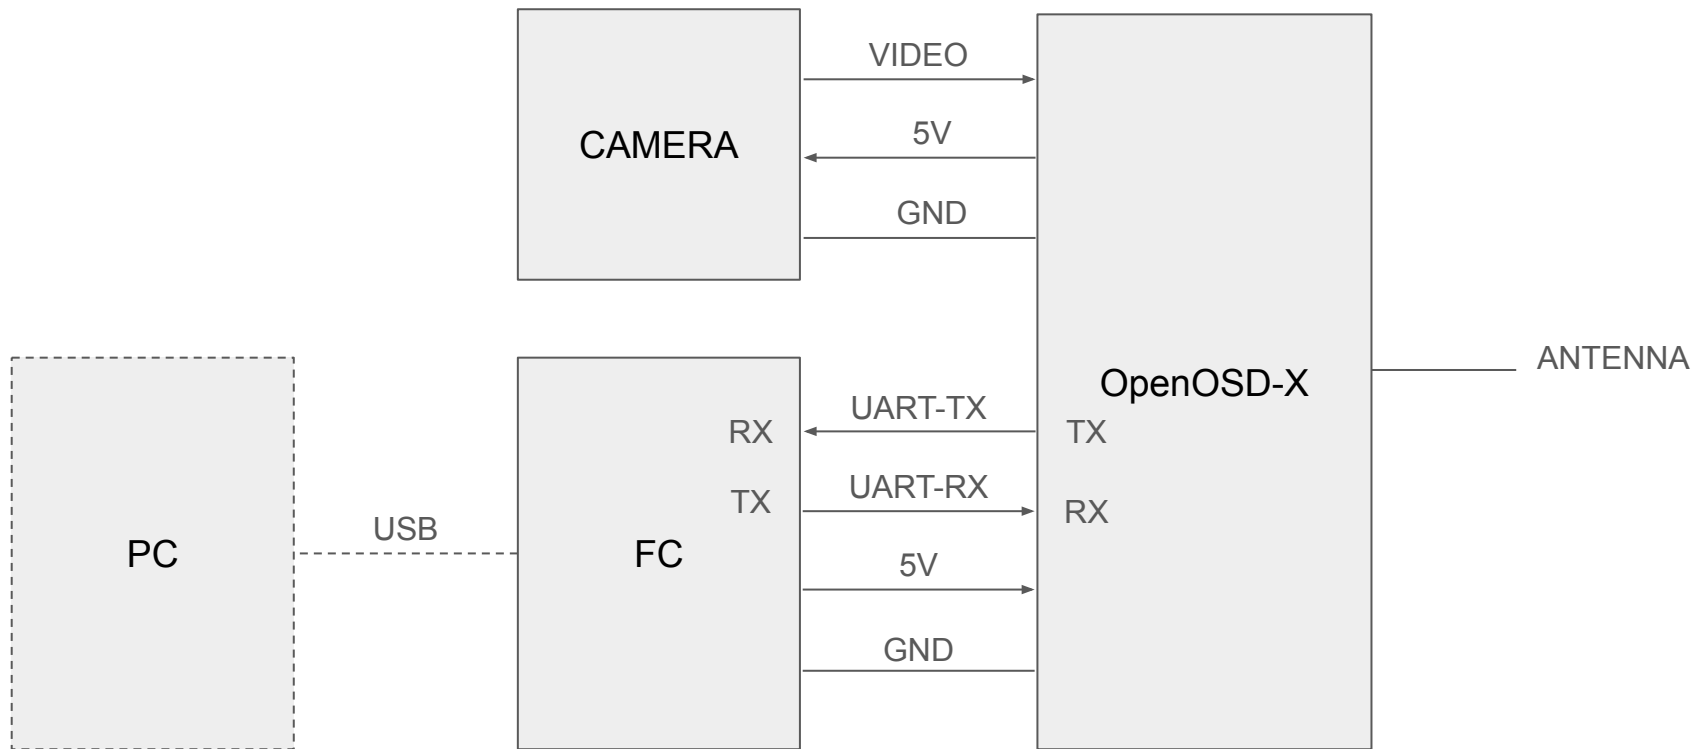 VIDEO
CAMERA
5V
GND
ANTENNA
OpenOSD-X
UART-TX
RX
TX
UART-RX
TX
RX
USB
PC
FC
5V
GND